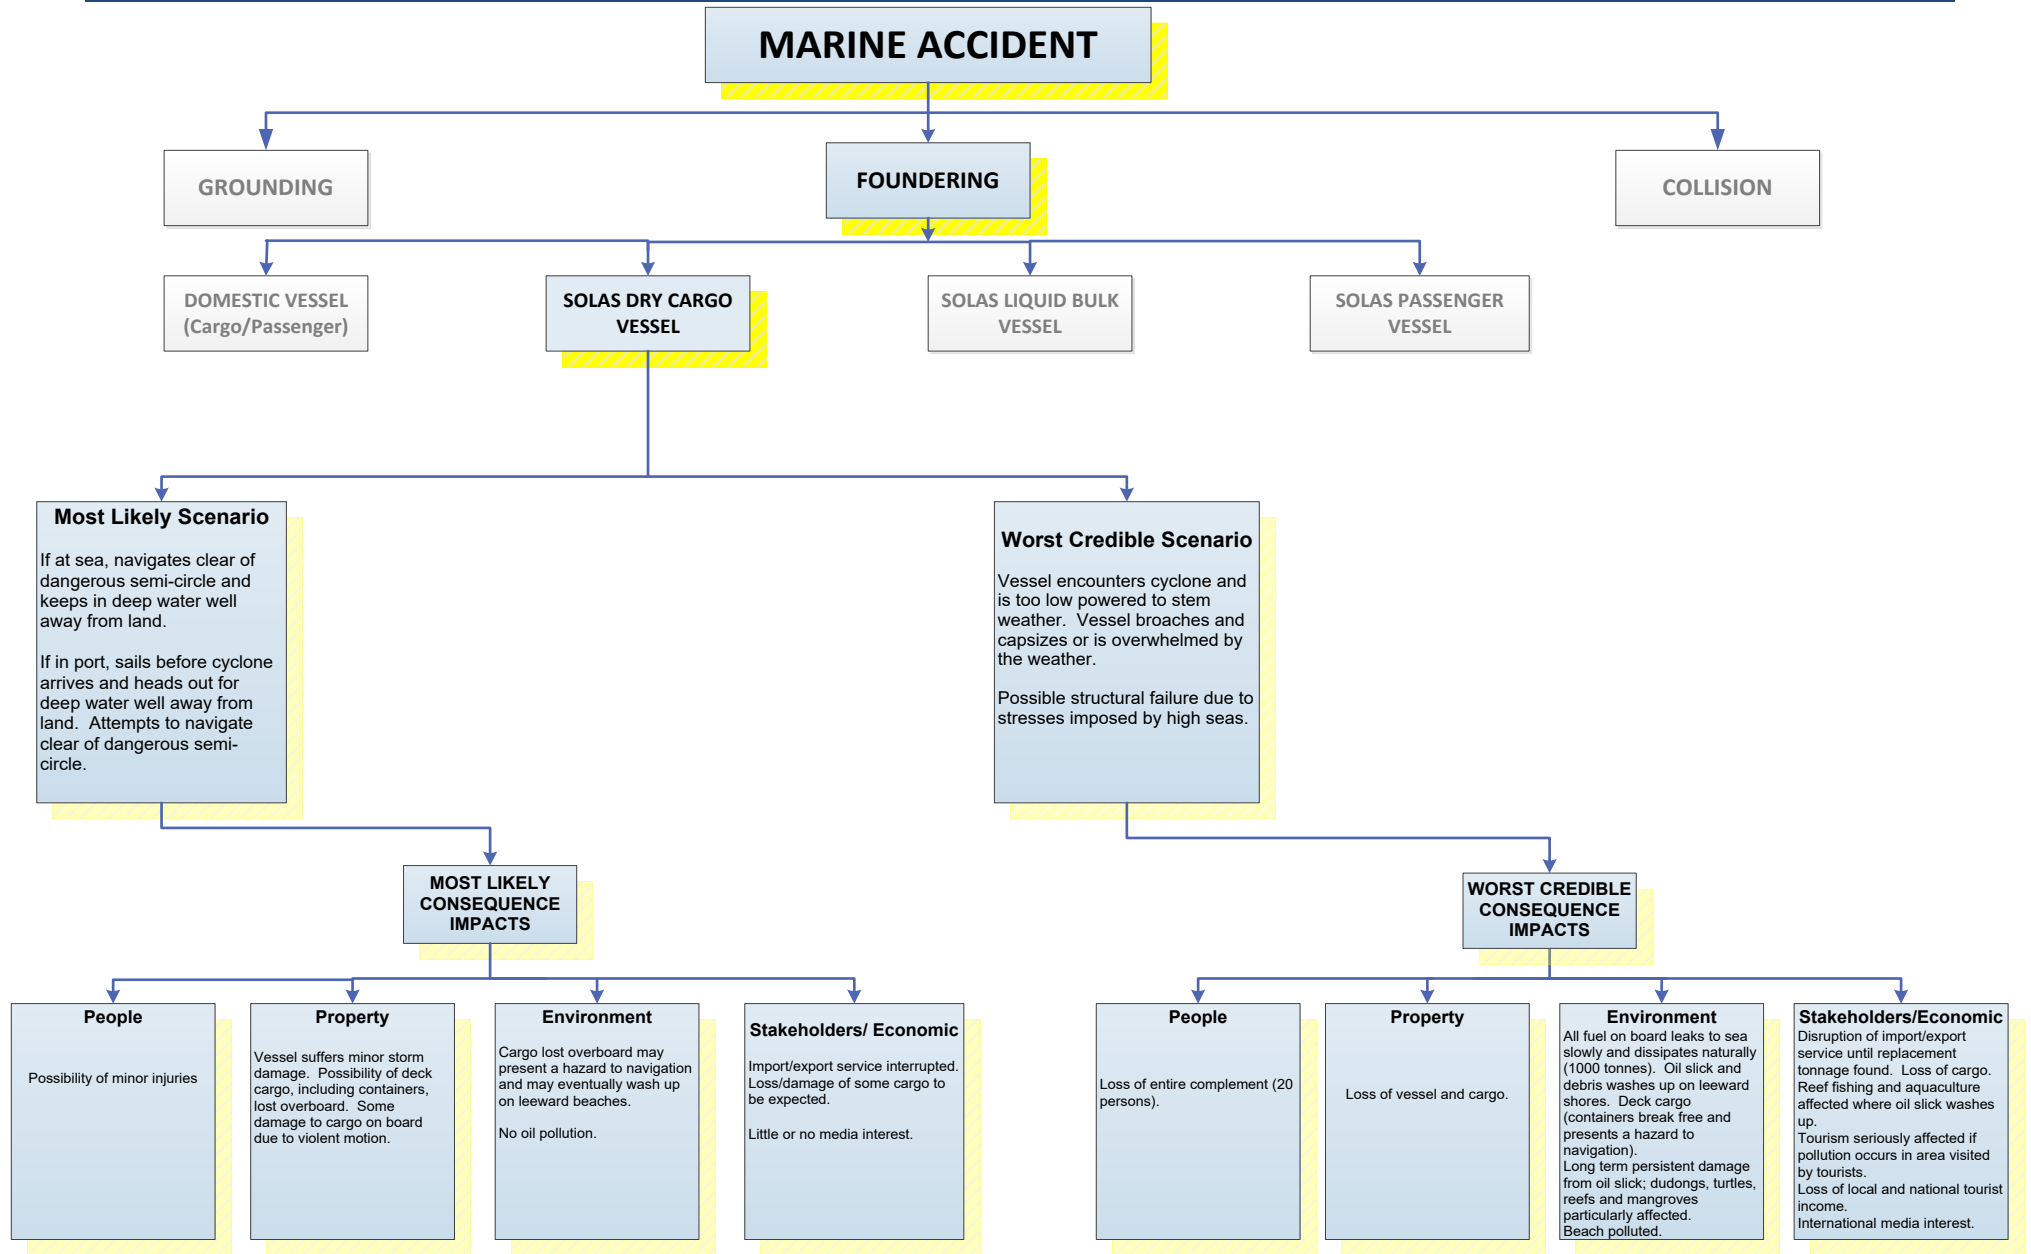 MARINE ACCIDENT
GROUNDING
FOUNDERING
COLLISION
DOMESTIC VESSEL
(Cargo/Passenger)
SOLAS DRY CARGO
VESSEL
SOLAS LIQUID BULK
VESSEL
SOLAS PASSENGER
VESSEL
Most Likely Scenario
If at sea, navigates clear of
dangerous semi-circle and
keeps in deep water well
away from land.
If in port, sails before cyclone
arrives and heads out for
deep water well away from
land.  Attempts to navigate
clear of dangerous semi-
circle.
Worst Credible Scenario
Vessel encounters cyclone and
is too low powered to stem
weather.  Vessel broaches and
capsizes or is overwhelmed by
the weather.
Possible structural failure due to
stresses imposed by high seas.
MOST LIKELY
CONSEQUENCE
IMPACTS
WORST CREDIBLE
CONSEQUENCE
IMPACTS
People
Possibility of minor injuries
Property
Vessel suffers minor storm
damage.  Possibility of deck
cargo, including containers,
lost overboard.  Some
damage to cargo on board
due to violent motion.
Environment
Cargo lost overboard may
present a hazard to navigation
and may eventually wash up
on leeward beaches.
No oil pollution.
Stakeholders/ Economic
Import/export service interrupted.
Loss/damage of some cargo to
be expected.
Little or no media interest.
People
Loss of entire complement (20
persons).
Property
Loss of vessel and cargo.
Environment
All fuel on board leaks to sea
slowly and dissipates naturally
(1000 tonnes).  Oil slick and
debris washes up on leeward
shores.  Deck cargo
(containers break free and
presents a hazard to
navigation).
Long term persistent damage
from oil slick; dudongs, turtles,
reefs and mangroves
particularly affected.
Beach polluted.
Stakeholders/Economic
Disruption of import/export
service until replacement
tonnage found.  Loss of cargo.
Reef fishing and aquaculture
affected where oil slick washes
up.
Tourism seriously affected if
pollution occurs in area visited
by tourists.
Loss of local and national tourist
income.
International media interest.